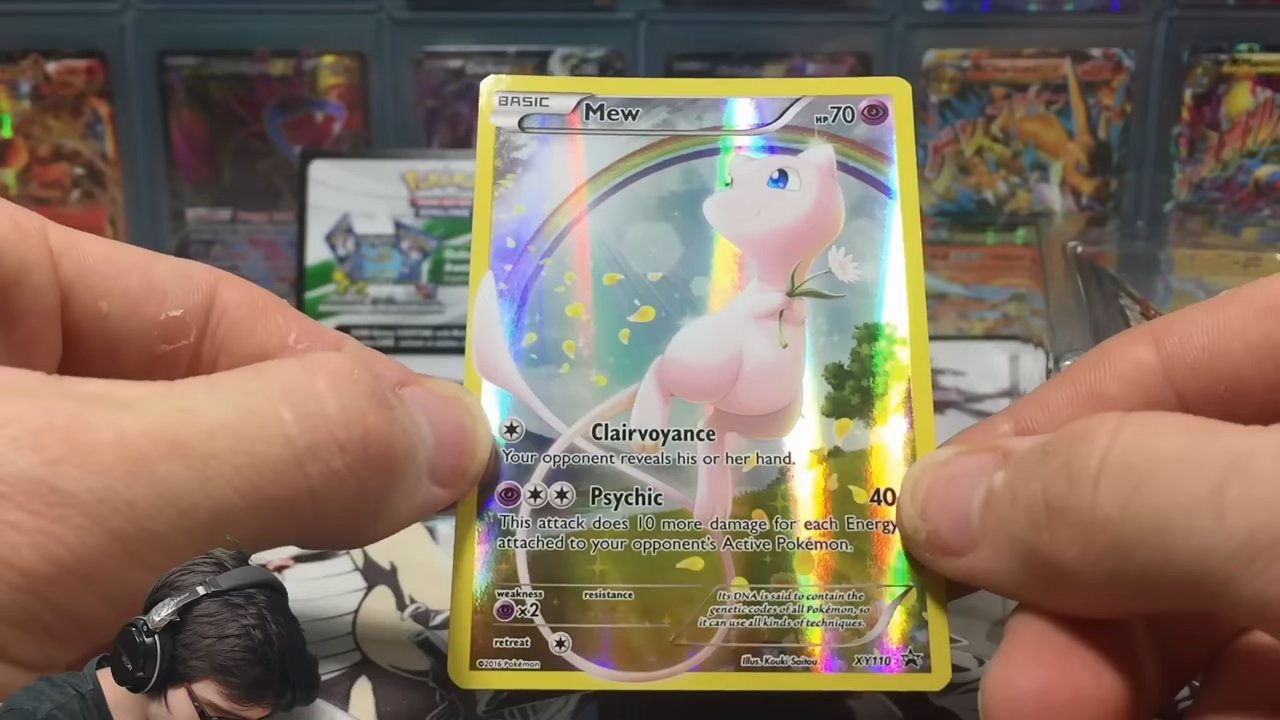 BASIC Mew HP70
Clairvoyance
Your opponent reveals his or her hand.
Psychic 40
This attack does 10 more damage for each Energy
attached to your opponent's Active Pokémon.
weakness resistance
x2
Its DNA is said to contain the
genetic codes of all Pokémon, so
it can use all kinds of techniques.
retreat
©2016 Pokémon Illus. Kouki Saitou XY110